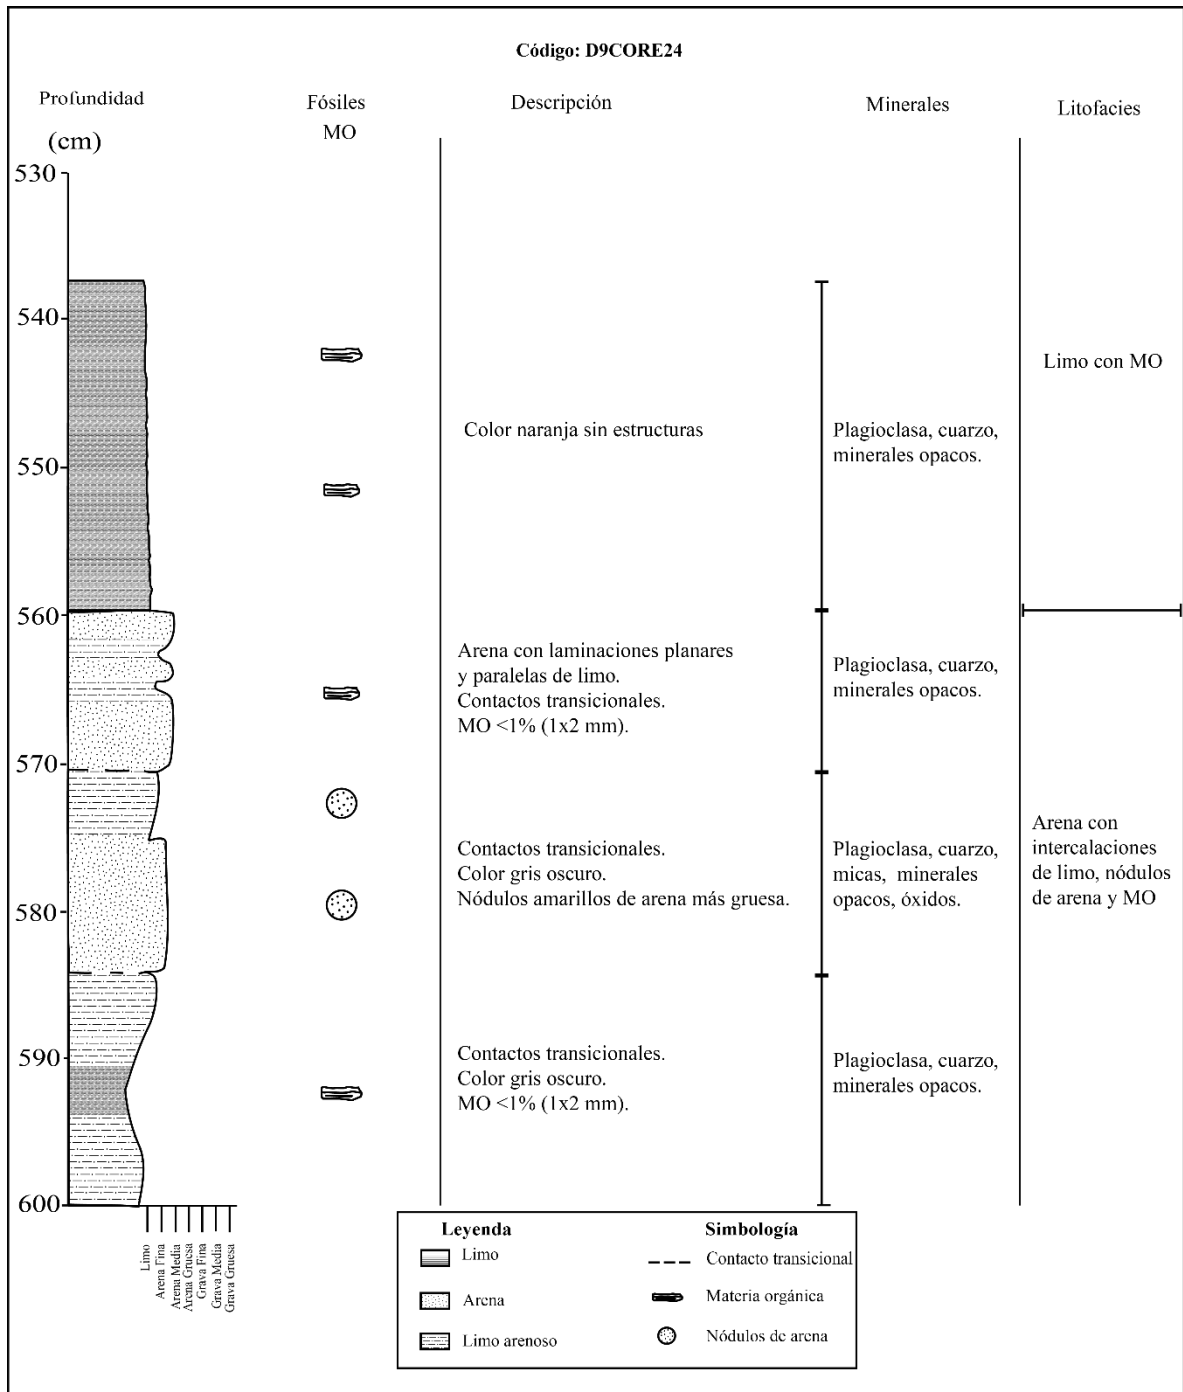 Código: D9CORE24
Profundidad
(cm)
Fósiles
MO
Descripción
Minerales
Litofacies
530
540
550
560
570
580
590
600
Color naranja sin estructuras
Plagioclasa, cuarzo,
minerales opacos.
Limo con MO
Arena con laminaciones planares
y paralelas de limo.
Contactos transicionales.
MO <1% (1x2 mm).
Plagioclasa, cuarzo,
minerales opacos.
Contactos transicionales.
Color gris oscuro.
Nódulos amarillos de arena más gruesa.
Plagioclasa, cuarzo,
micas, minerales
opacos, óxidos.
Arena con
intercalaciones
de limo, nódulos
de arena y MO
Contactos transicionales.
Color gris oscuro.
MO <1% (1x2 mm).
Plagioclasa, cuarzo,
minerales opacos.
Limo
Arena Fina
Arena Media
Arena Gruesa
Grava Fina
Grava Media
Grava Gruesa
Leyenda
Limo
Arena
Limo arenoso
Simbología
Contacto transicional
Materia orgánica
Nódulos de arena